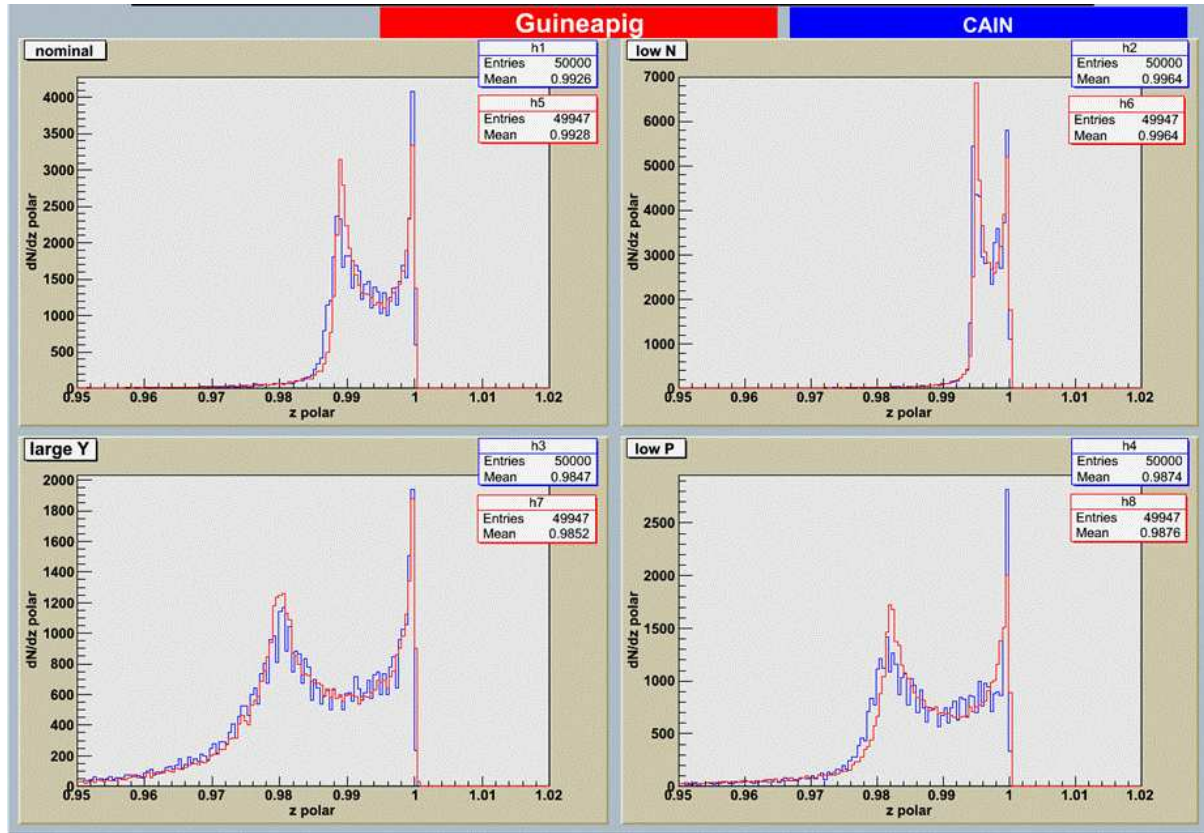 Guineapig
CAIN
nominal
h1
Entries 50000
Mean 0.9926
h5
Entries 49947
Mean 0.9928
dN/dz polar
4000
3500
3000
2500
2000
1500
1000
500
0
0.95 0.96 0.97 0.98 0.99 1 1.01 1.02
z polar
low N
h2
Entries 50000
Mean 0.9964
h6
Entries 49947
Mean 0.9964
dN/dz polar
7000
6000
5000
4000
3000
2000
1000
0
0.95 0.96 0.97 0.98 0.99 1 1.01 1.02
z polar
large Y
h3
Entries 50000
Mean 0.9847
h7
Entries 49947
Mean 0.9852
dN/dz polar
2000
1800
1600
1400
1200
1000
800
600
400
200
0
0.95 0.96 0.97 0.98 0.99 1 1.01 1.02
z polar
low P
h4
Entries 50000
Mean 0.9874
h8
Entries 49947
Mean 0.9876
dN/dz polar
2500
2000
1500
1000
500
0
0.95 0.96 0.97 0.98 0.99 1 1.01 1.02
z polar